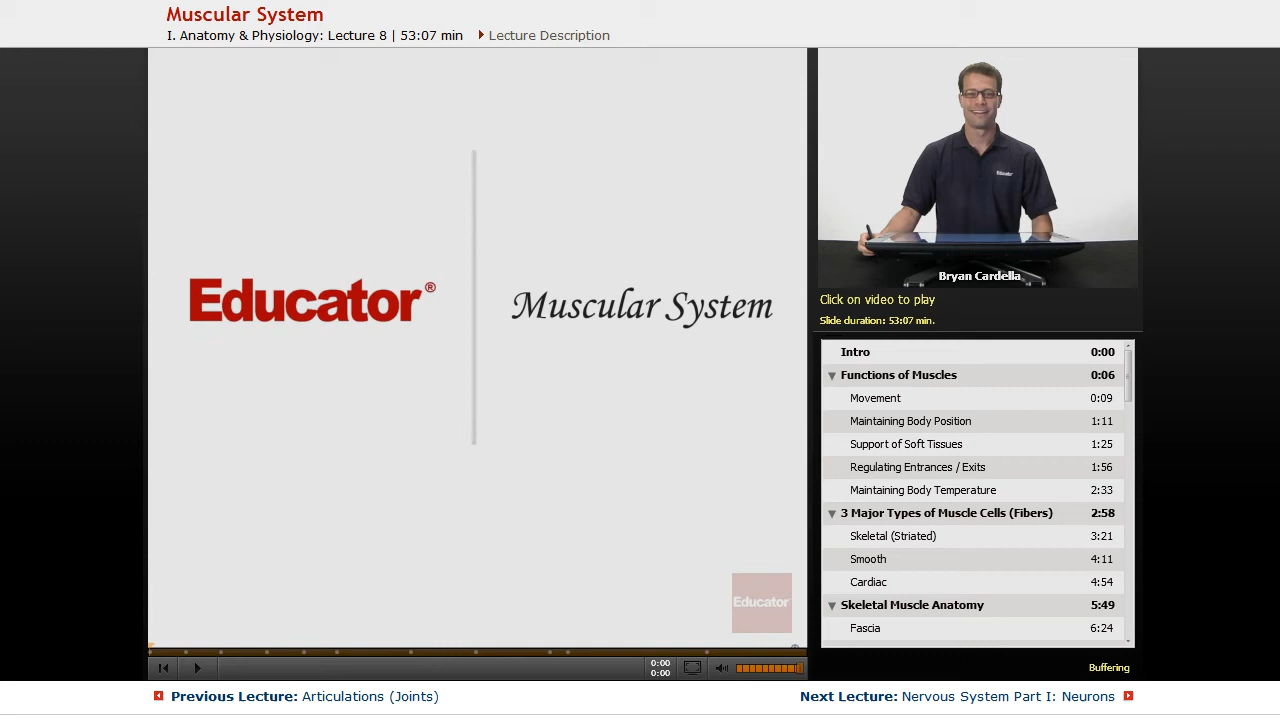 Muscular System
I. Anatomy & Physiology: Lecture 8 | 53:07 min
Lecture Description
Educator®
Muscular System
Educator
Educator
Bryan Cardella
Click on video to play
Slide duration: 53:07 min.
Intro 0:00
Functions of Muscles 0:06
Movement 0:09
Maintaining Body Position 1:11
Support of Soft Tissues 1:25
Regulating Entrances / Exits 1:56
Maintaining Body Temperature 2:33
3 Major Types of Muscle Cells (Fibers) 2:58
Skeletal (Striated) 3:21
Smooth 4:11
Cardiac 4:54
Skeletal Muscle Anatomy 5:49
Fascia 6:24
0:00
0:00
Buffering
Previous Lecture: Articulations (Joints)
Next Lecture: Nervous System Part I: Neurons